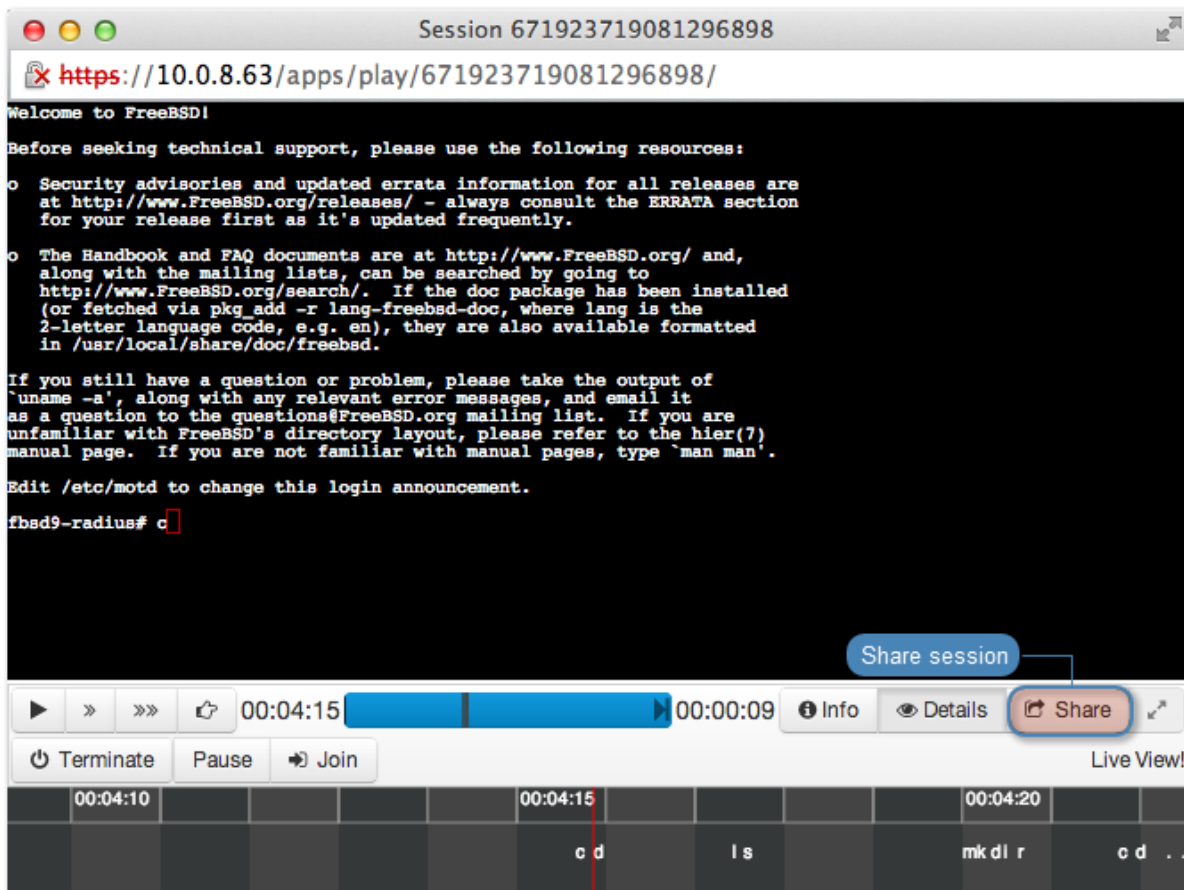 Session 671923719081296898
https://10.0.8.63/apps/play/671923719081296898/
Welcome to FreeBSD!
Before seeking technical support, please use the following resources:
o  Security advisories and updated errata information for all releases are
at http://www.FreeBSD.org/releases/ - always consult the ERRATA section
for your release first as it's updated frequently.
o  The Handbook and FAQ documents are at http://www.FreeBSD.org/ and,
along with the mailing lists, can be searched by going to
http://www.FreeBSD.org/search/.  If the doc package has been installed
(or fetched via pkg_add -r lang-freebsd-doc, where lang is the
2-letter language code, e.g. en), they are also available formatted
in /usr/local/share/doc/freebsd.
If you still have a question or problem, please take the output of
`uname -a', along with any relevant error messages, and email it
as a question to the questions@FreeBSD.org mailing list.  If you are
unfamiliar with FreeBSD's directory layout, please refer to the hier(7)
manual page.  If you are not familiar with manual pages, type `man man'.
Edit /etc/motd to change this login announcement.
fbsd9-radius# c
Share session
00:04:15 00:00:09 Info Details Share
Terminate Pause Join Live View!
00:04:10 00:04:15 00:04:20
cd ls mkdir cd ..